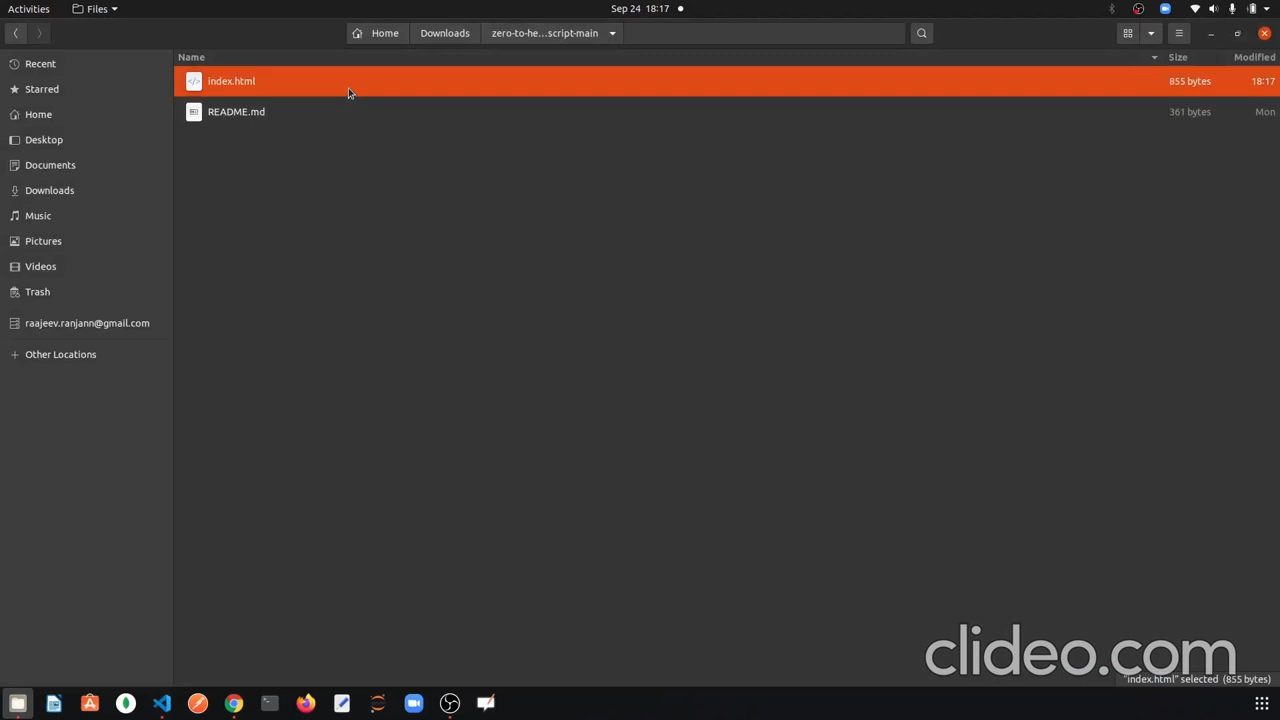 Activities Files Sep 24 18:17
Home Downloads zero-to-he...script-main
Name Size Modified
Recent
Starred
Home
Desktop
Documents
Downloads
Music
Pictures
Videos
Trash
raajeev.ranjann@gmail.com
Other Locations
index.html 855 bytes 18:17
README.md 361 bytes Mon
clideo.com
"index.html" selected (855 bytes)